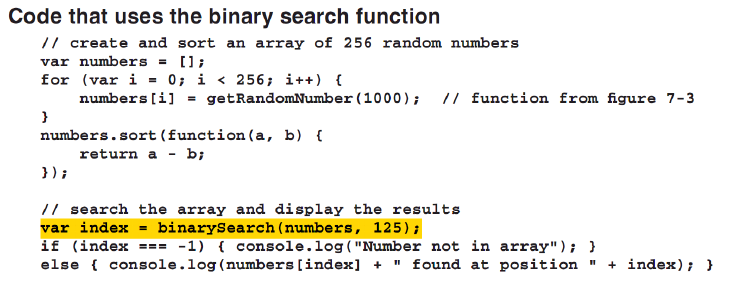 Code that uses the binary search function
// create and sort an array of 256 random numbers
var numbers = [];
for (var i = 0; i < 256; i++) {
    numbers[i] = getRandomNumber(1000);  // function from figure 7-3
}
numbers.sort(function(a, b) {
    return a - b;
});

// search the array and display the results
var index = binarySearch(numbers, 125);
if (index === -1) { console.log("Number not in array"); }
else { console.log(numbers[index] + " found at position " + index); }